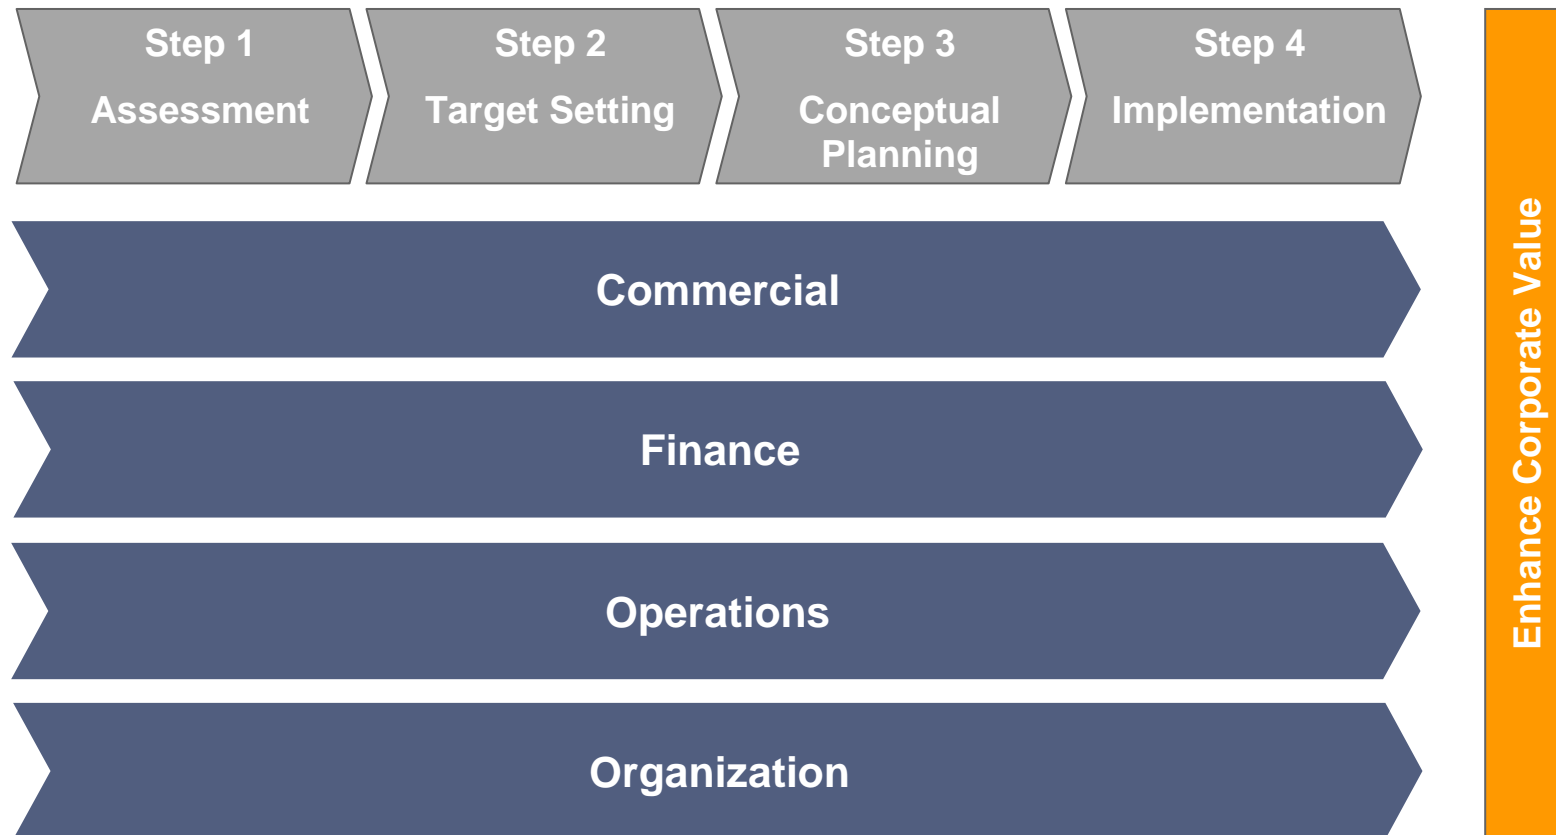 Step 1
Assessment
Step 2
Target Setting
Step 3
Conceptual
Planning
Step 4
Implementation
Commercial
Finance
Operations
Organization
Enhance Corporate Value